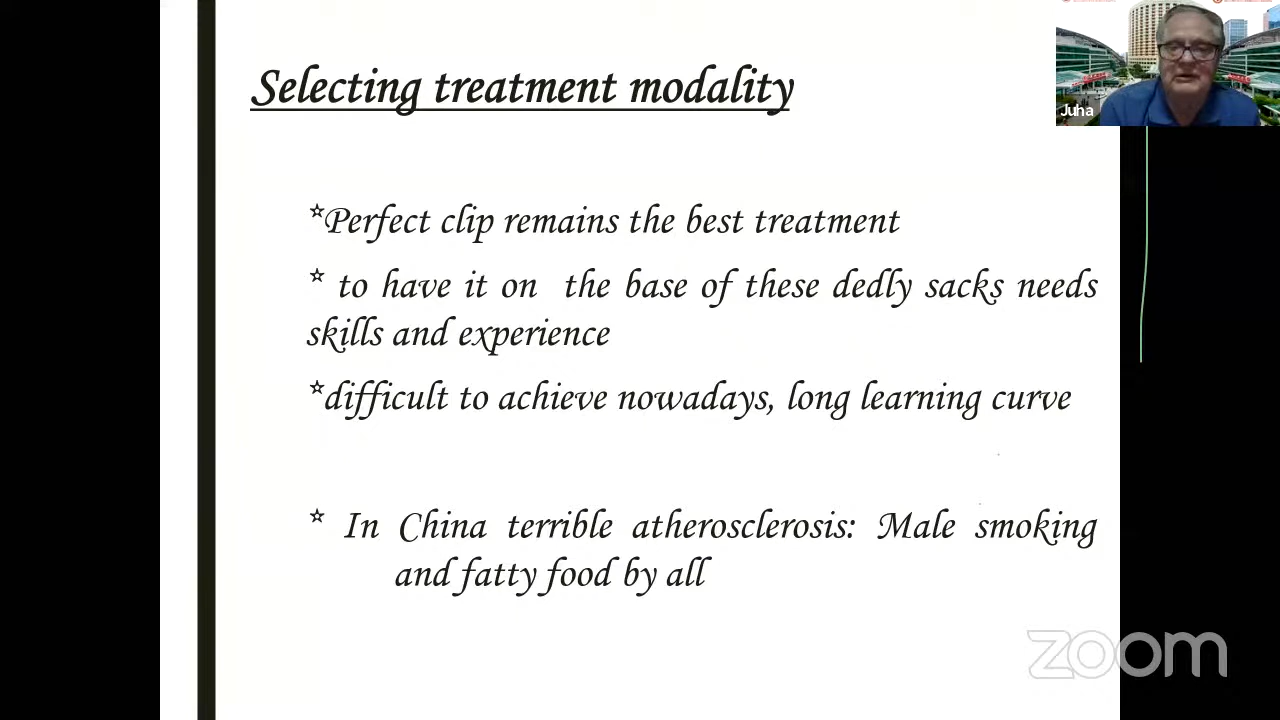 Selecting treatment modality
Juha
*Perfect clip remains the best treatment
* to have it on the base of these dedly sacks needs
skills and experience
*difficult to achieve nowadays, long learning curve
* In China terrible atherosclerosis: Male smoking
and fatty food by all
zoom